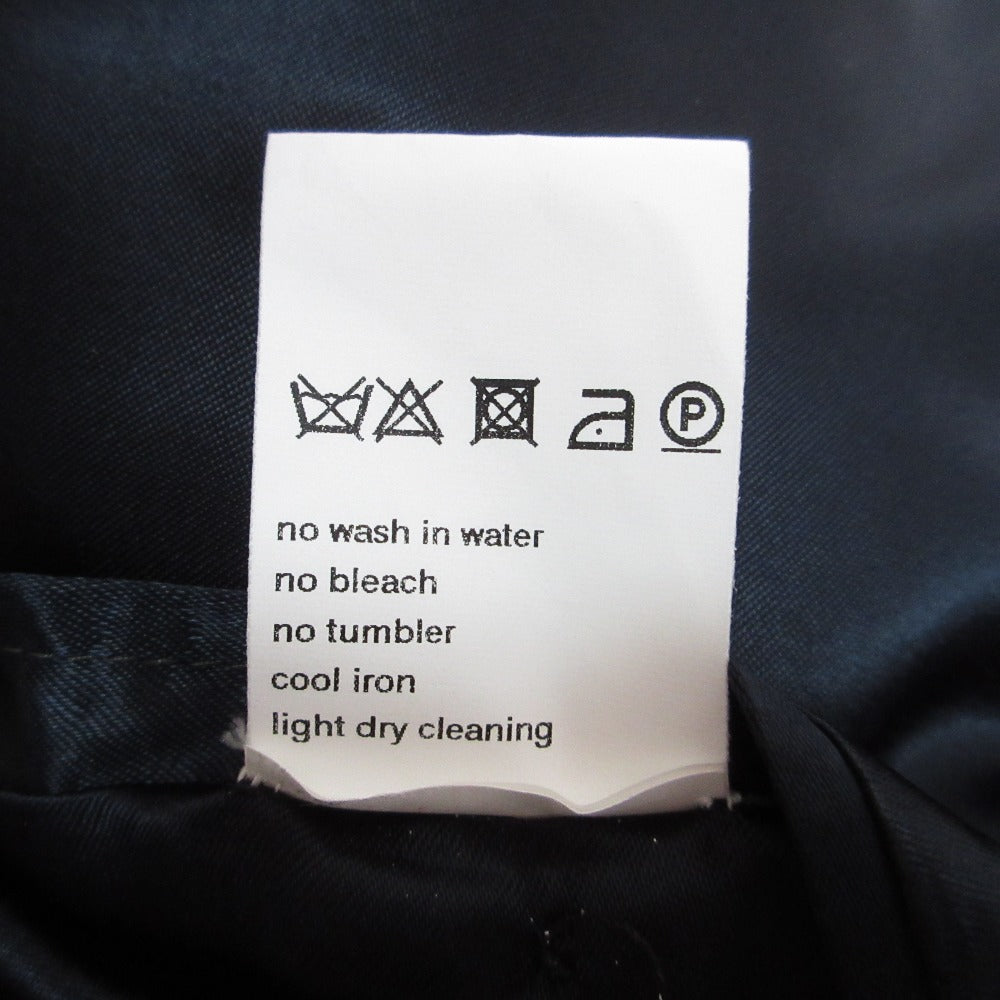 P
no wash in water
no bleach
no tumbler
cool iron
light dry cleaning